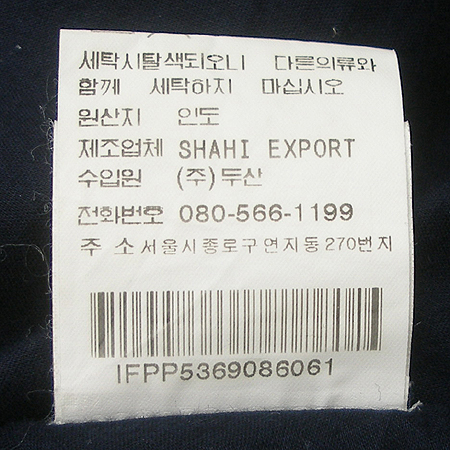 세탁시탈색되오니 다른의류와
함께 세탁하지 마십시오
원산지 인도
제조업체 SHAHI EXPORT
수입원 (주)두산
전화번호 080-566-1199
주 소 서울시종로구연지동270번지
IFPP5369086061